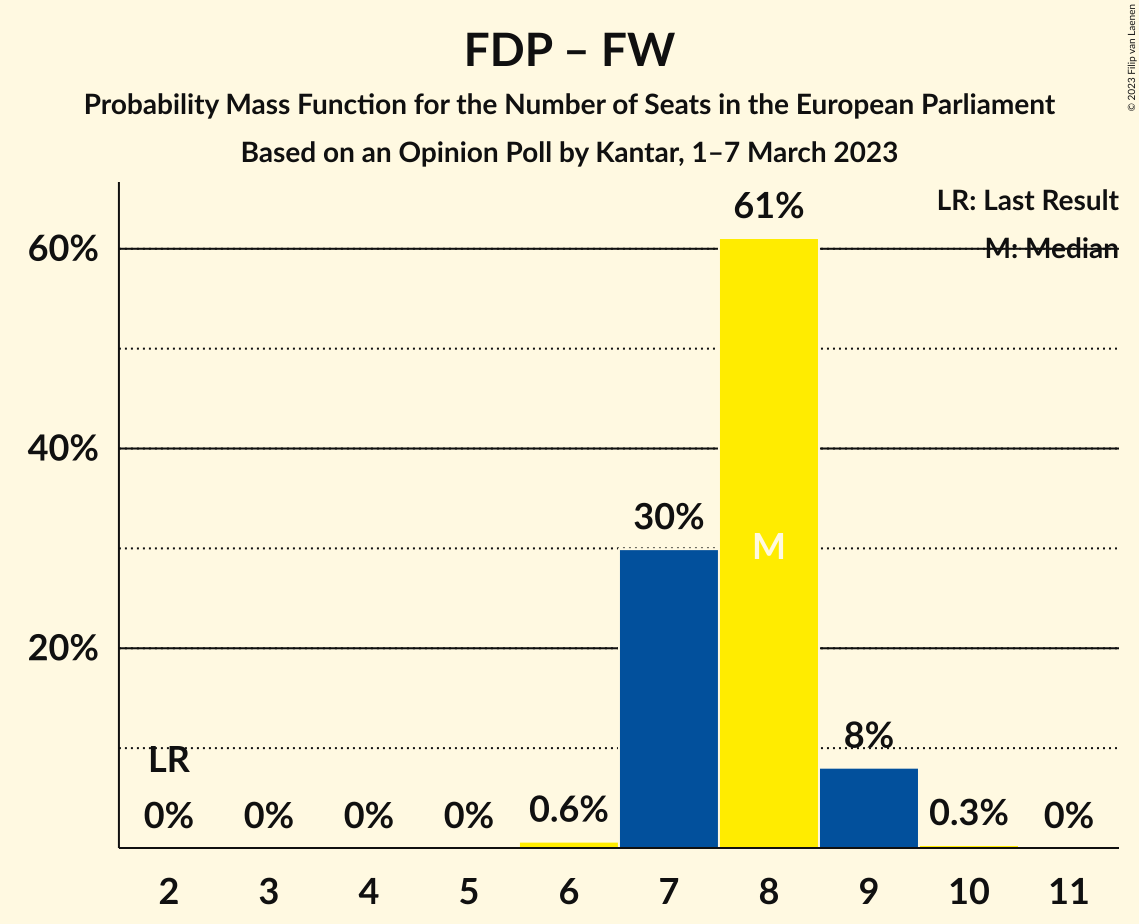 FDP – FW
Probability Mass Function for the Number of Seats in the European Parliament
Based on an Opinion Poll by Kantar, 1–7 March 2023
© 2023 Filip van Laenen
LR: Last Result
M: Median
60%
40%
20%
61%
30%
M
8%
LR
0%
0%
0%
0%
0.6%
0.3%
0%
2
3
4
5
6
7
8
9
10
11